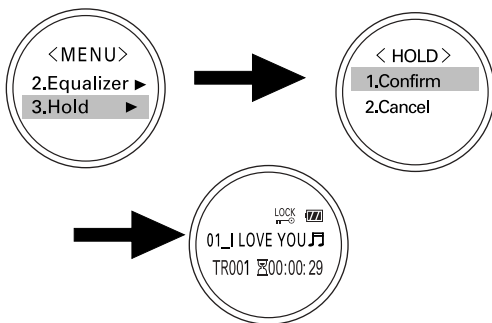 <MENU>
2.Equalizer ▶
3.Hold ▶
< HOLD >
1.Confirm
2.Cancel
LOCK
01_I LOVE YOU
TR001 00:00:29